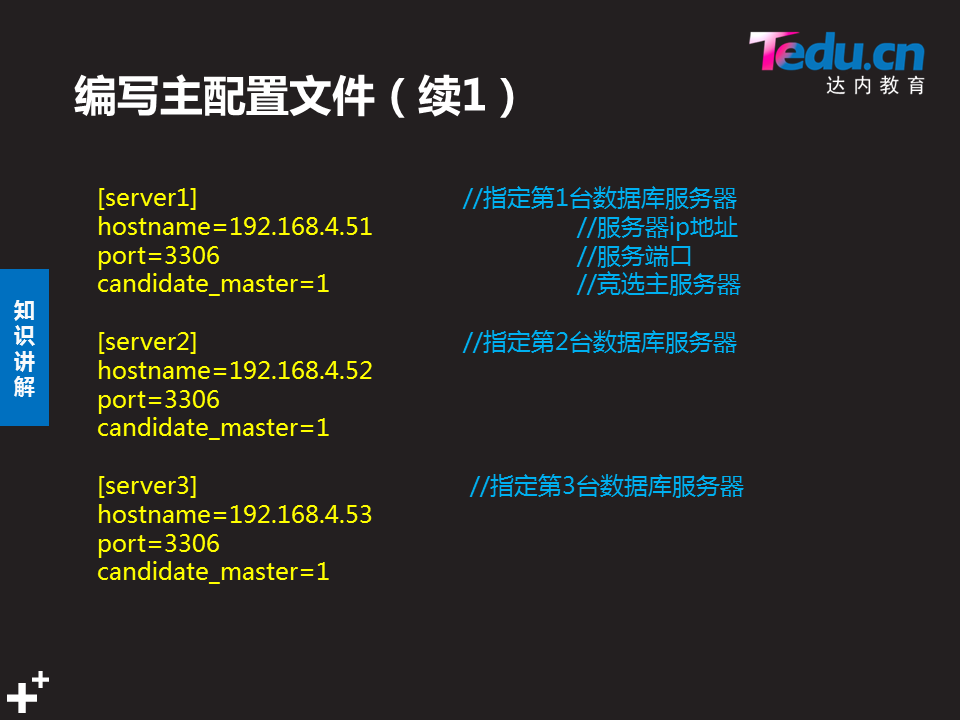 Tedu.cn
达内教育
编写主配置文件（续1）
[server1] //指定第1台数据库服务器
hostname=192.168.4.51 //服务器ip地址
port=3306 //服务端口
candidate_master=1 //竞选主服务器
[server2] //指定第2台数据库服务器
hostname=192.168.4.52
port=3306
candidate_master=1
[server3] //指定第3台数据库服务器
hostname=192.168.4.53
port=3306
candidate_master=1
知识讲解